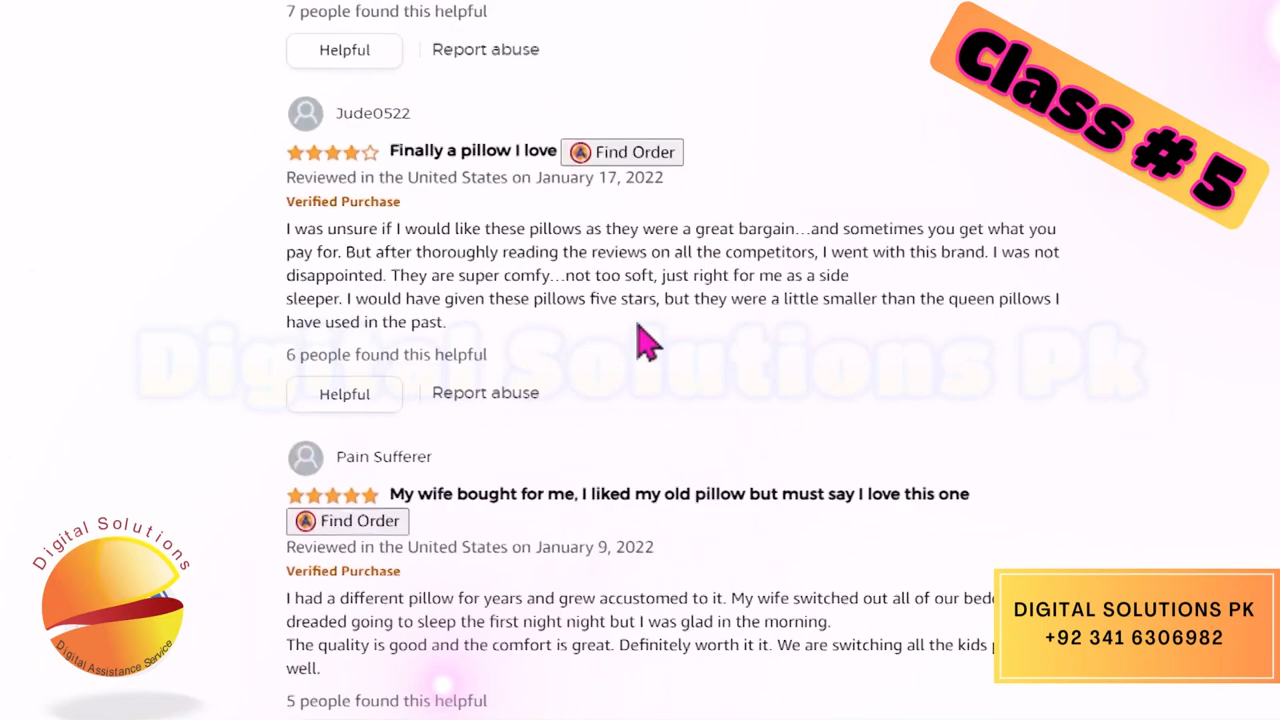 7 people found this helpful
Helpful
Report abuse
Class # 5
Jude0522
Finally a pillow I love
Find Order
Reviewed in the United States on January 17, 2022
Verified Purchase
I was unsure if I would like these pillows as they were a great bargain…and sometimes you get what you
pay for. But after thoroughly reading the reviews on all the competitors, I went with this brand. I was not
disappointed. They are super comfy…not too soft, just right for me as a side
sleeper. I would have given these pillows five stars, but they were a little smaller than the queen pillows I
have used in the past.
Digital Solutions Pk
6 people found this helpful
Helpful
Report abuse
Pain Sufferer
My wife bought for me, I liked my old pillow but must say I love this one
Find Order
Reviewed in the United States on January 9, 2022
Verified Purchase
I had a different pillow for years and grew accustomed to it. My wife switched out all of our
dreaded going to sleep the first night night but I was glad in the morning.
The quality is good and the comfort is great. Definitely worth it it. We are switching all the kids
well.
5 people found this helpful
Digital Solutions
Digital Assistance Service
DIGITAL SOLUTIONS PK
+92 341 6306982